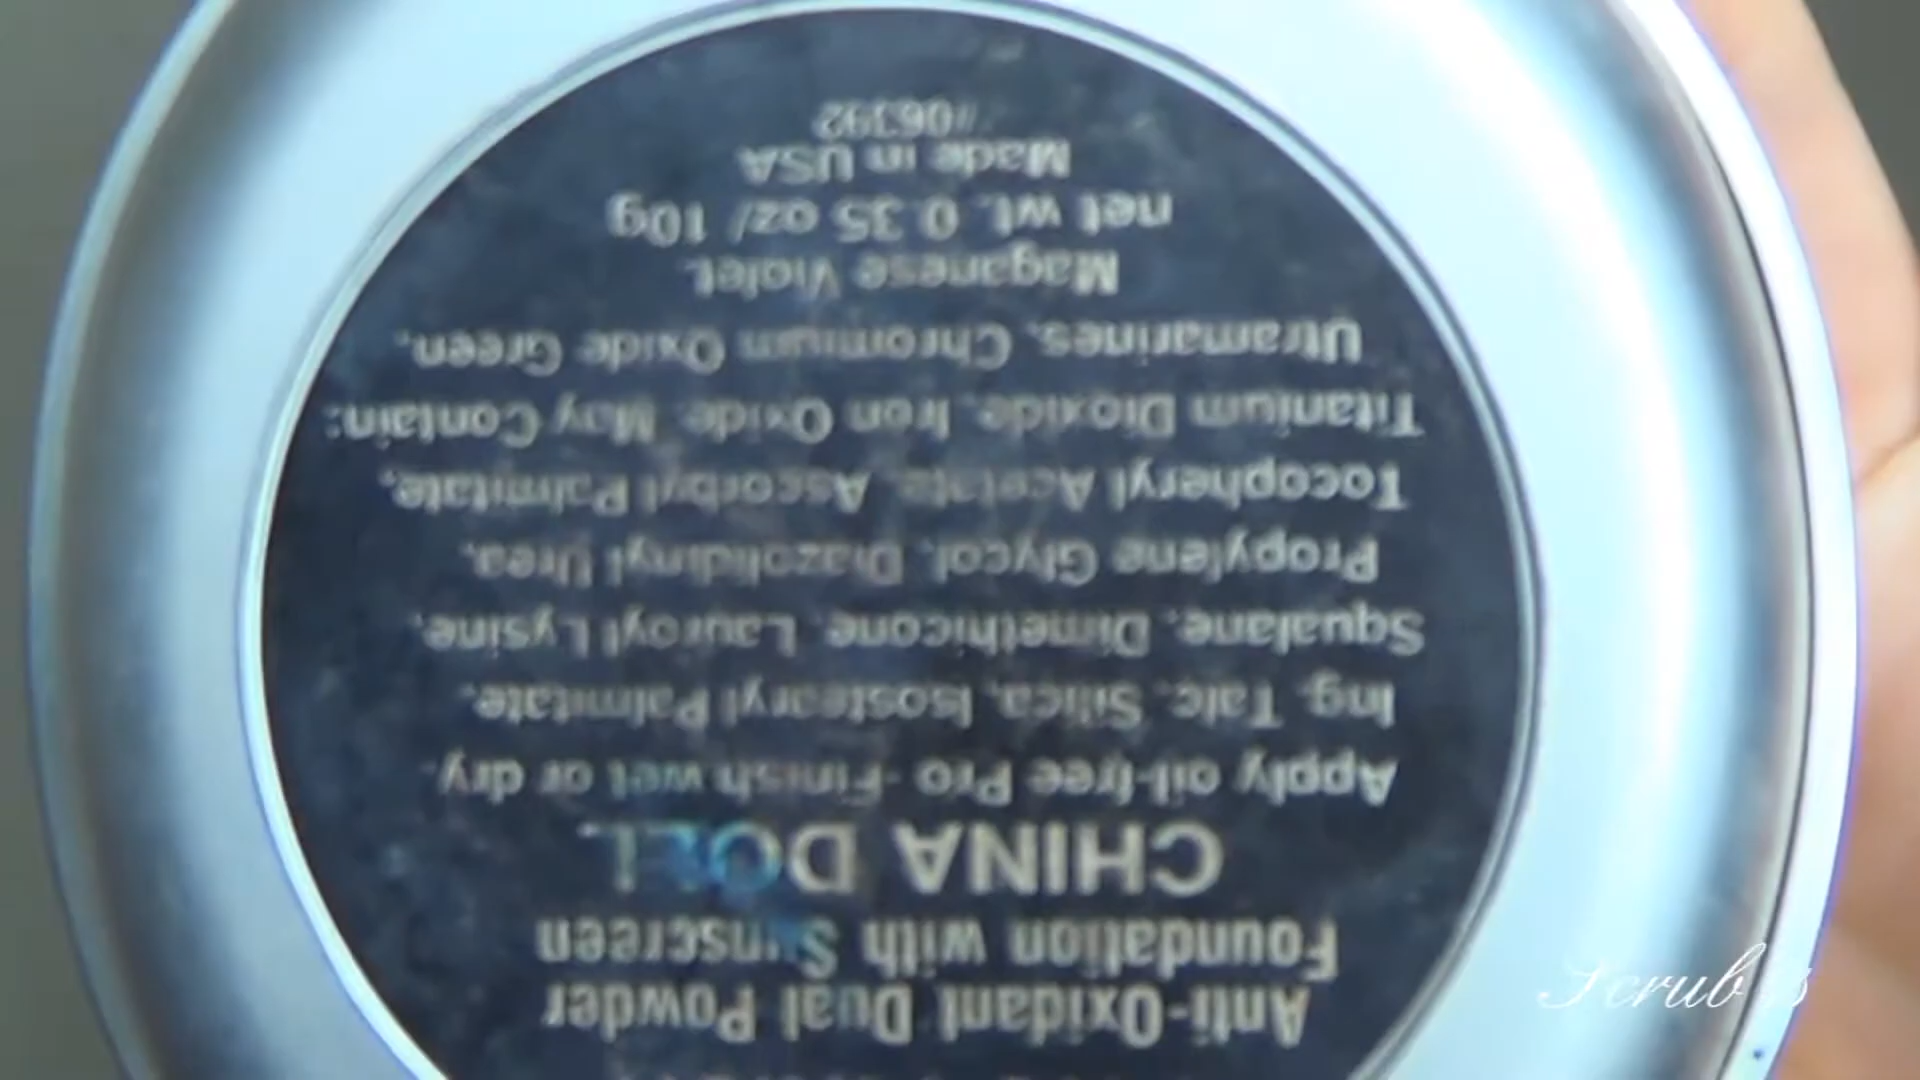 Anti-Oxidant Dual Powder
Foundation with Sunscreen
CHINA DOLL
Apply oil-free Pro-Finish wet or dry.
Ing. Talc, Silica, Isostearyl Palmitate,
Squalane, Dimethicone, Lauroyl Lysine,
Propylene Glycol, Diazolidinyl Urea,
Tocopheryl Acetate, Ascorbyl Palmitate,
Titanium Dioxide, Iron Oxide, May Contain:
Utramarines, Chromium Oxide Green,
Maganese Violet.
net wt. 0.35 oz/ 10g
Made in USA